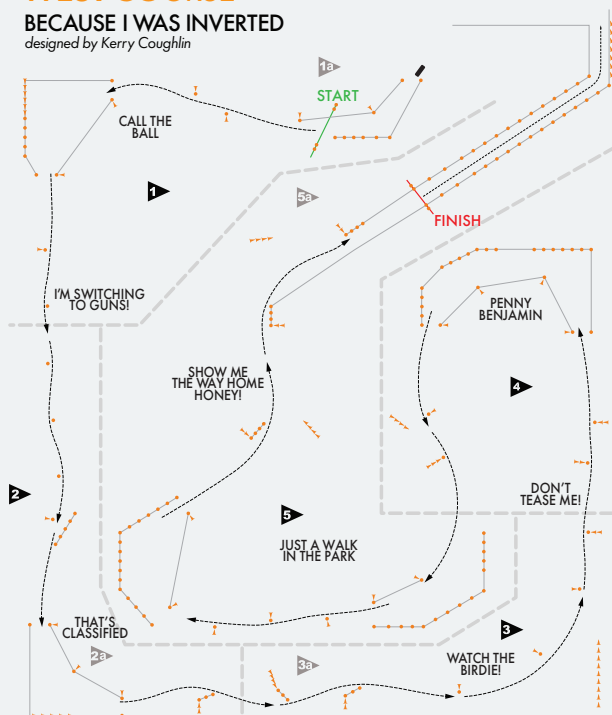 WEST COURSE
BECAUSE I WAS INVERTED
designed by Kerry Coughlin
1a
START
CALL THE
BALL
1
5a
FINISH
I'M SWITCHING
TO GUNS!
PENNY
BENJAMIN
SHOW ME
THE WAY HOME
HONEY!
4
2
DON'T
TEASE ME!
5
JUST A WALK
IN THE PARK
THAT'S
CLASSIFIED
2a
3
3a
WATCH THE
BIRDIE!